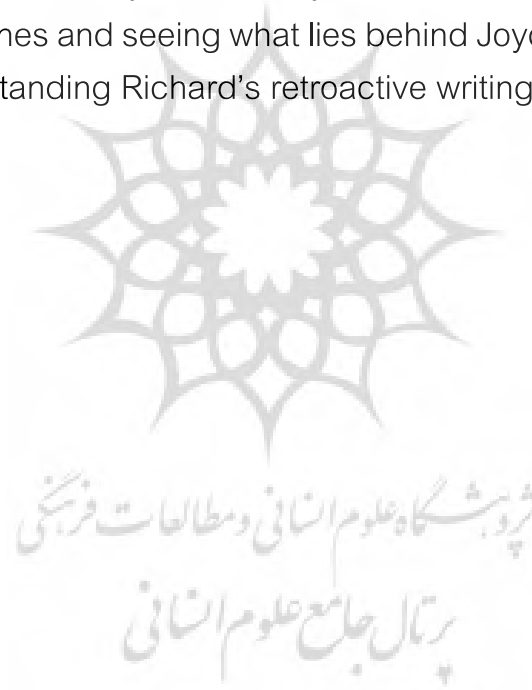 nes and seeing what lies behind Joy
tanding Richard's retroactive writing
پژوهشگاه علوم انسانی و مطالعات فرهنگی
پرتال جامع علوم انسانی